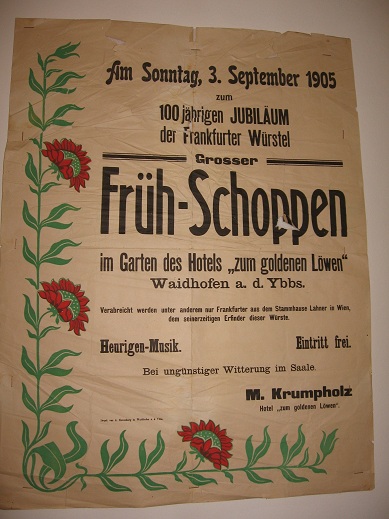 Am Sonntag, 3. September 1905
zum
100 jährigen JUBILÄUM
der Frankfurter Würstel
Grosser
Früh-Schoppen
im Garten des Hotels „zum goldenen Löwen“
Waidhofen a. d. Ybbs.
Verabreicht werden unter anderem nur Frankfurter aus dem Stammhause Lahner in Wien,
dem seinerzeitigen Erfinder dieser Würste.
Heurigen-Musik. Eintritt frei.
Bei ungünstiger Witterung im Saale.
M. Krumpholz
Hotel „zum goldenen Löwen“.